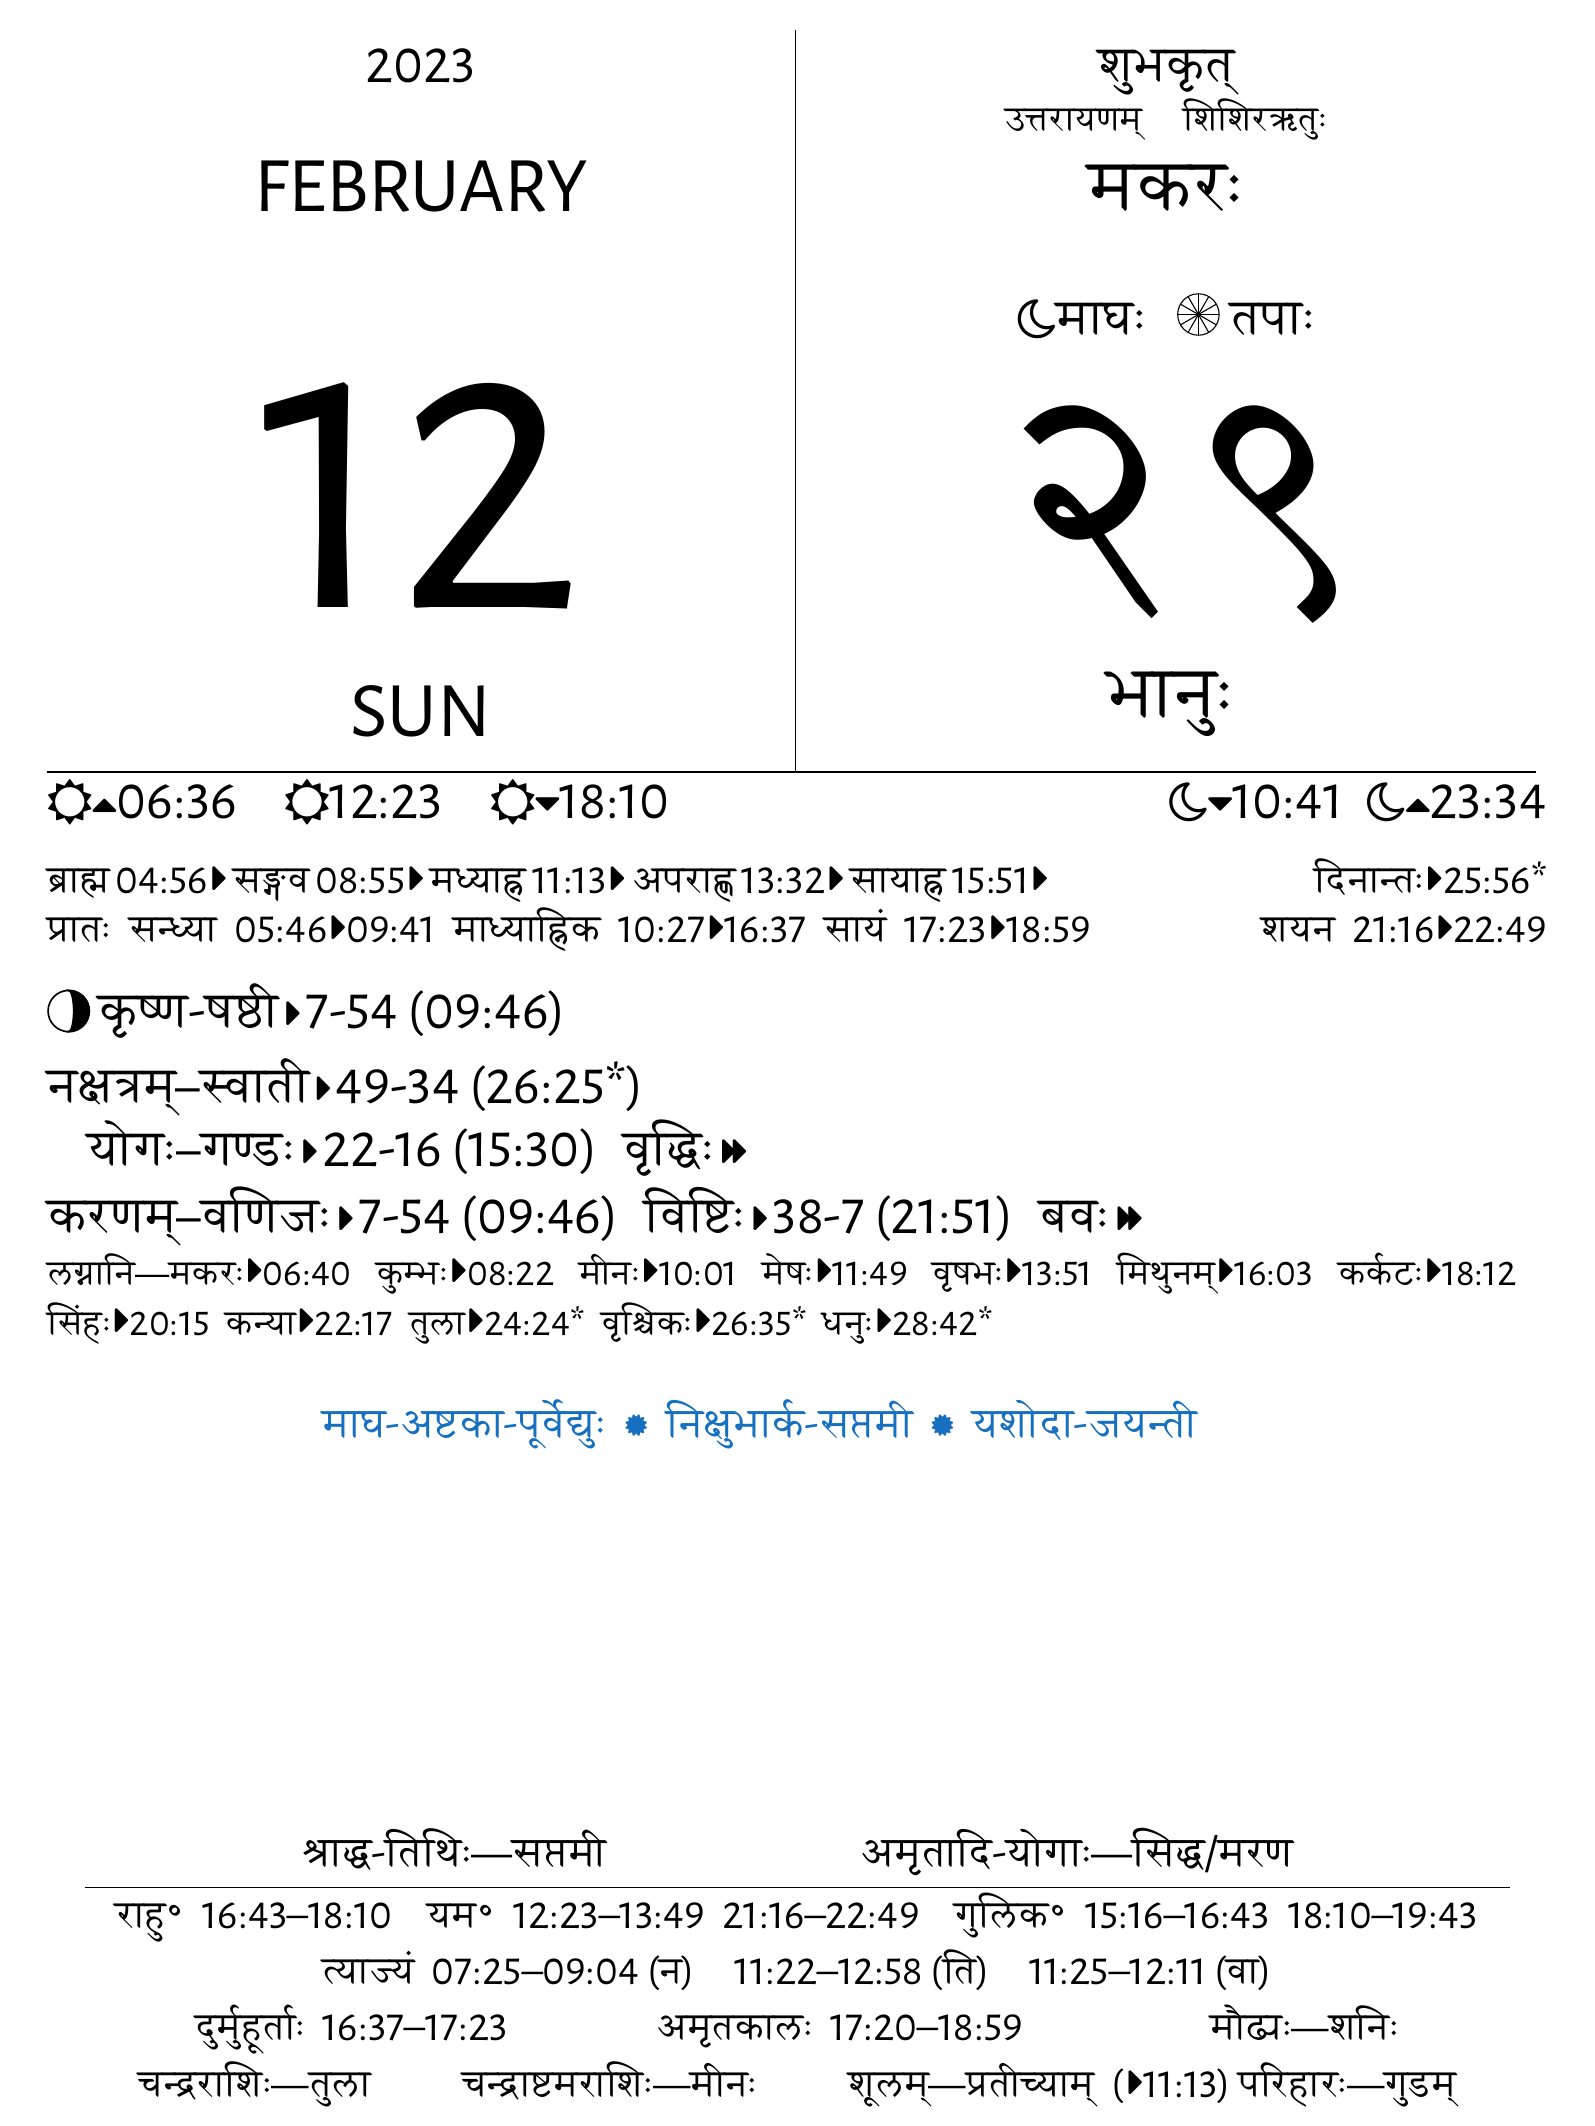 2023
FEBRUARY
12
SUN
शुभकृत्
उत्तरायणम् शिशिरऋतुः
मकरः
माघः तपाः
२९
भानुः
06:36 12:23 18:10 10:41 23:34
ब्राह्म 04:56 सङ्गव 08:55 मध्याह्न 11:13 अपराह्ण 13:32 सायाह्न 15:51 दिनान्तः 25:56*
प्रातः सन्ध्या 05:46 09:41 माध्याह्निक 10:27 16:37 सायं 17:23 18:59 शयन 21:16 22:49
कृष्ण-षष्ठी 7-54 (09:46)
नक्षत्रम्–स्वाती 49-34 (26:25*)
योगः–गण्डः 22-16 (15:30) वृद्धिः
करणम्–वणिजः 7-54 (09:46) विष्टिः 38-7 (21:51) बवः
लग्नानि—मकरः 06:40 कुम्भः 08:22 मीनः 10:01 मेषः 11:49 वृषभः 13:51 मिथुनम् 16:03 कर्कटः 18:12
सिंहः 20:15 कन्या 22:17 तुला 24:24* वृश्चिकः 26:35* धनुः 28:42*
माघ-अष्टका-पूर्वेद्युः निक्षुभार्क-सप्तमी यशोदा-जयन्ती
श्राद्ध-तिथिः—सप्तमी अमृतादि-योगाः—सिद्ध/मरण
राहु॰ 16:43–18:10 यम॰ 12:23–13:49 21:16–22:49 गुलिक॰ 15:16–16:43 18:10–19:43
त्याज्यं 07:25–09:04 (न) 11:22–12:58 (ति) 11:25–12:11 (वा)
दुर्मुहूर्ताः 16:37–17:23 अमृतकालः 17:20–18:59 मौढ्यः—शनिः
चन्द्रराशिः—तुला चन्द्राष्टमराशिः—मीनः शूलम्—प्रतीच्याम् (11:13) परिहारः—गुडम्